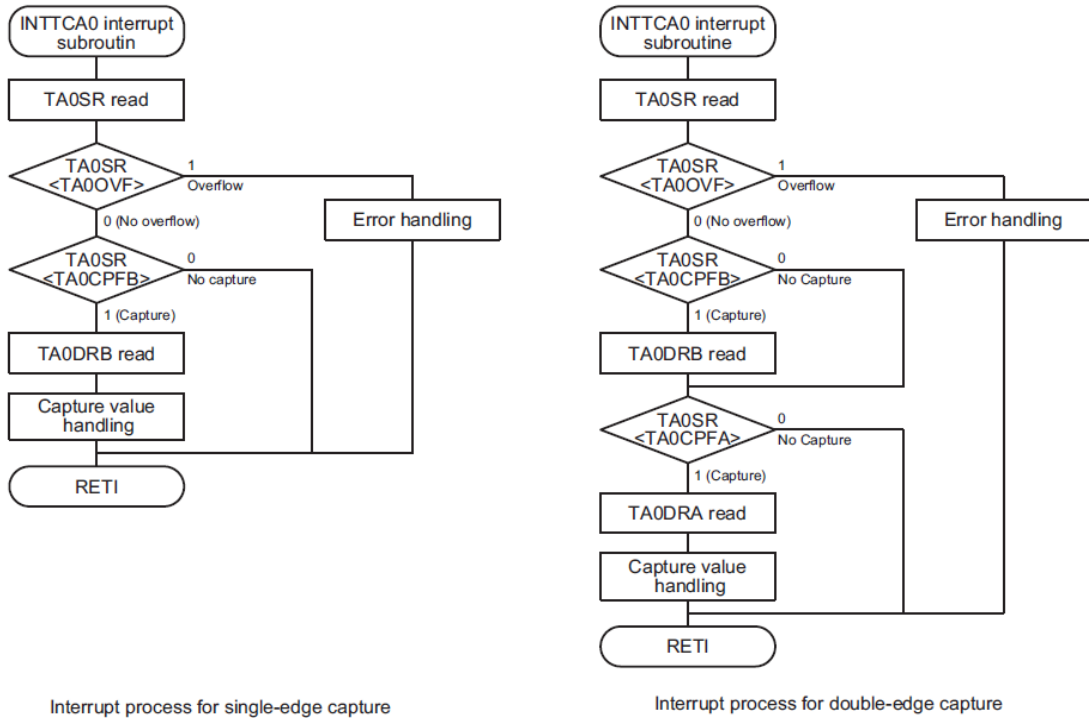 INTTCA0 interrupt
subroutin
TA0SR read
TA0SR
<TA0OVF>
1
Overflow
0 (No overflow)
Error handling
TA0SR
<TA0CPFB>
0
No capture
1 (Capture)
TA0DRB read
Capture value
handling
RETI
Interrupt process for single-edge capture
INTTCA0 interrupt
subroutine
TA0SR read
TA0SR
<TA0OVF>
1
Overflow
0 (No overflow)
Error handling
TA0SR
<TA0CPFB>
0
No Capture
1 (Capture)
TA0DRB read
TA0SR
<TA0CPFA>
0
No Capture
1 (Capture)
TA0DRA read
Capture value
handling
RETI
Interrupt process for double-edge capture